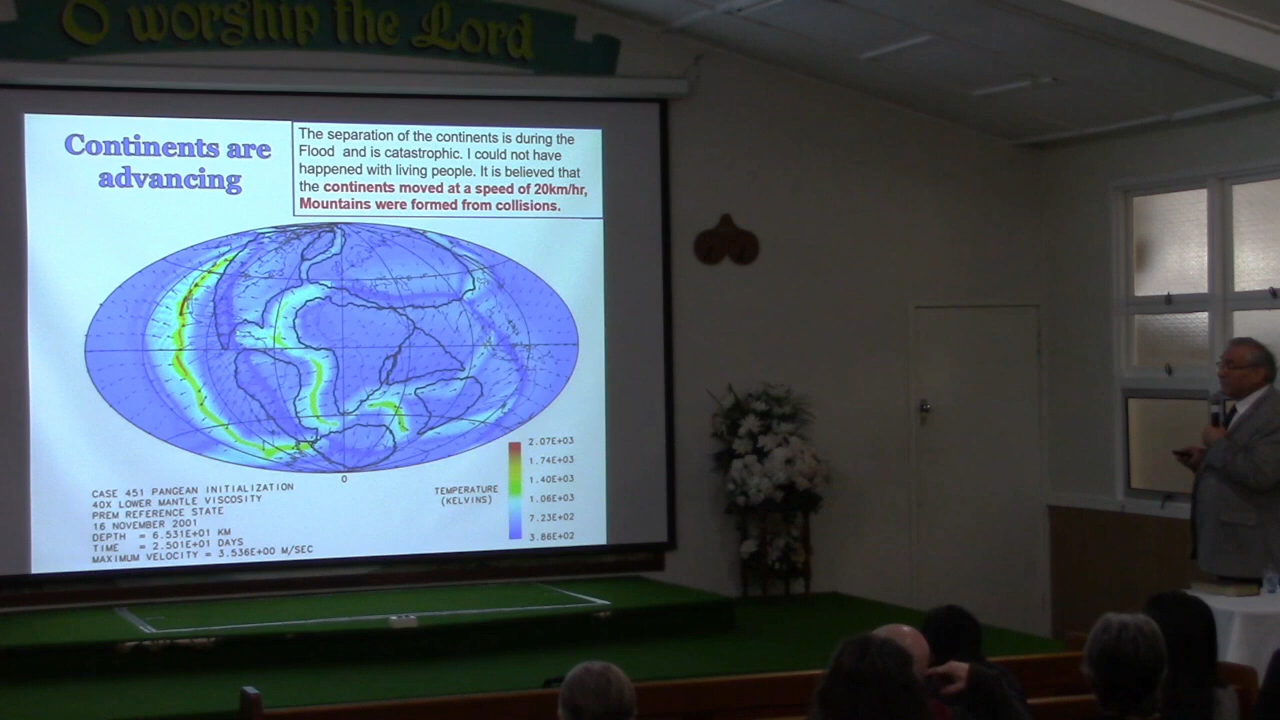 O worship the Lord
Continents are
advancing
The separation of the continents is during the
Flood and is catastrophic. I could not have
happened with living people. It is believed that
the continents moved at a speed of 20km/hr,
Mountains were formed from collisions.
0
CASE 451 PANGEAN INITIALIZATION
40X LOWER MANTLE VISCOSITY
PREM REFERENCE STATE
16 NOVEMBER 2001
DEPTH = 6.531E+01 KM
TIME = 2.501E+01 DAYS
MAXIMUM VELOCITY = 3.536E+00 M/SEC
TEMPERATURE
(KELVINS)
2.07E+03
1.74E+03
1.40E+03
1.06E+03
7.23E+02
3.86E+02